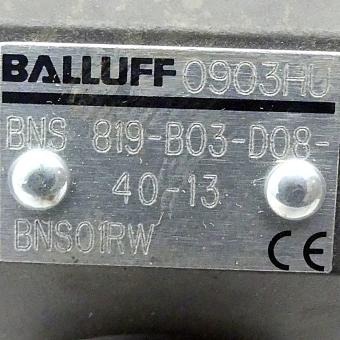 BALLUFF 0903HU
BNS 819-B03-D08-
40-13
BNS01RW CE